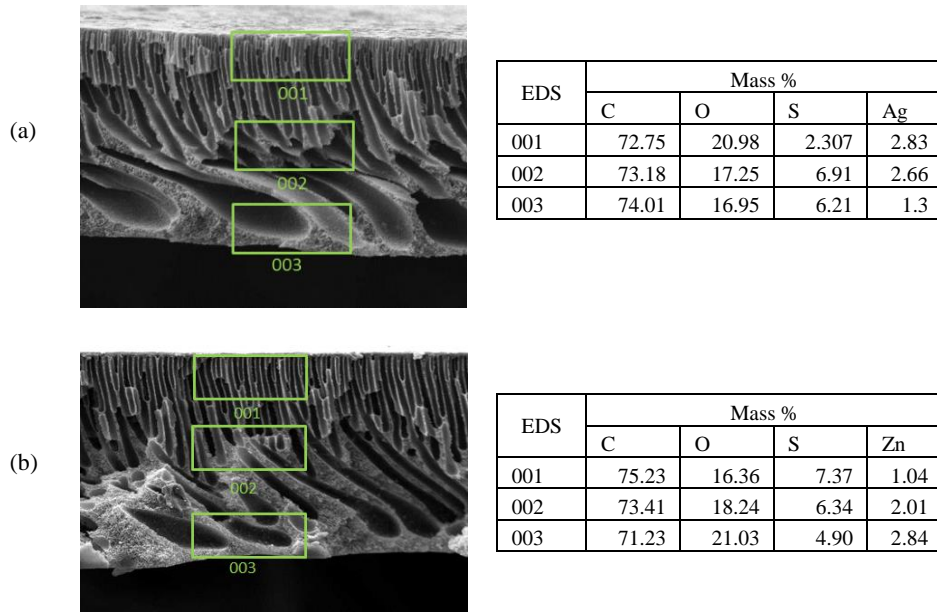 (a)
001
002
003
EDS Mass %
C O S Ag
001 72.75 20.98 2.307 2.83
002 73.18 17.25 6.91 2.66
003 74.01 16.95 6.21 1.3
(b)
001
002
003
EDS Mass %
C O S Zn
001 75.23 16.36 7.37 1.04
002 73.41 18.24 6.34 2.01
003 71.23 21.03 4.90 2.84